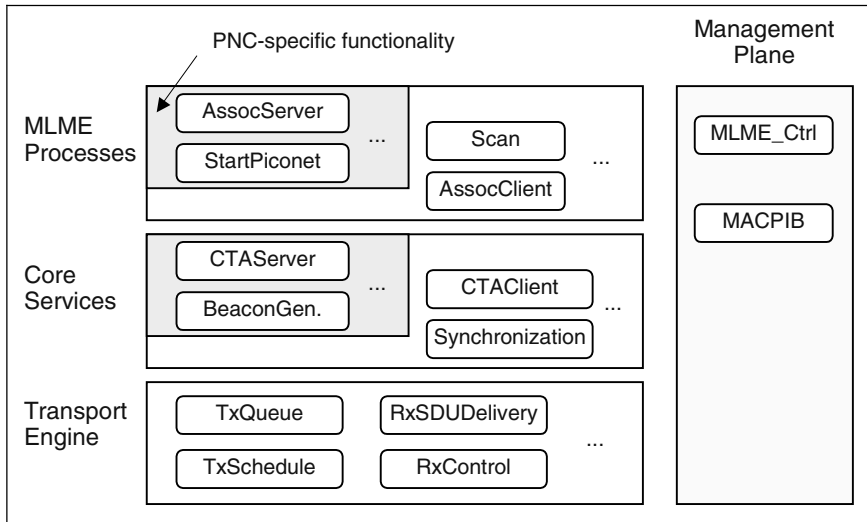 PNC-specific functionality
Management
Plane
MLME
Processes
AssocServer
StartPiconet
...
Scan
AssocClient
...
MLME_Ctrl
MACPIB
Core
Services
CTAServer
BeaconGen.
...
CTAClient
Synchronization
...
Transport
Engine
TxQueue
RxSDUDelivery
TxSchedule
RxControl
...